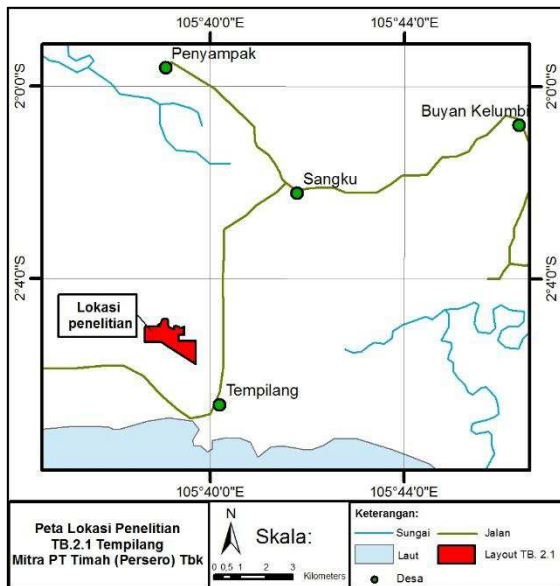 105°40'0"E
105°44'0"E
Penyampak
2°0'0"S
2°0'0"S
Buyan Kelumbi
Sangku
2°4'0"S
2°4'0"S
Lokasi
penelitian
Tempilang
105°40'0"E
105°44'0"E
Peta Lokasi Penelitian
TB.2.1 Tempilang
Mitra PT Timah (Persero) Tbk
N
Skala:
0 0,5 1 2 3
Kilometers
Keterangan:
Sungai
Jalan
Laut
Layout TB. 2.1
Desa